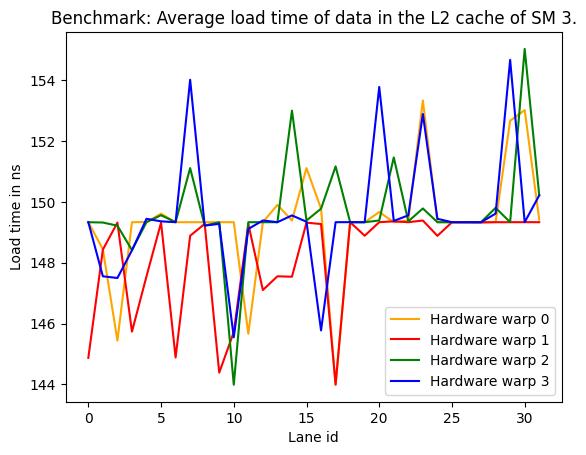 Benchmark: Average load time of data in the L2 cache of SM 3.
Load time in ns
154
152
150
148
146
144
Hardware warp 0
Hardware warp 1
Hardware warp 2
Hardware warp 3
0 5 10 15 20 25 30
Lane id